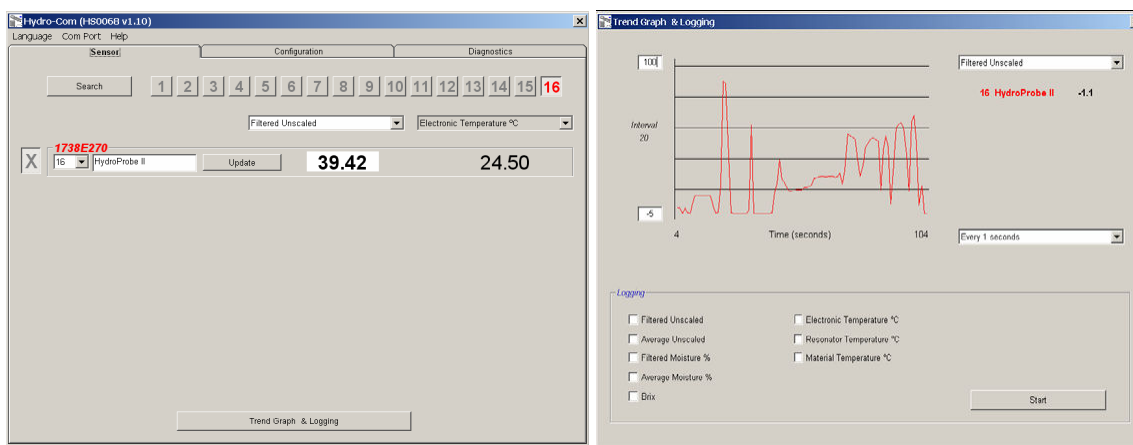 Hydro-Com (HS0068 v1.10)
Language Com Port Help
Sensor Configuration Diagnostics
Search 1 2 3 4 5 6 7 8 9 10 11 12 13 14 15 16
Filtered Unscaled Electronic Temperature ºC
1738E270
X 16 HydroProbe II Update 39.42 24.50
Trend Graph & Logging
Trend Graph & Logging
100 Filtered Unscaled
16 HydroProbe II -1.1
Interval
20
-5
4 Time (seconds) 104 Every 1 seconds
Logging
Filtered Unscaled Electronic Temperature ºC
Average Unscaled Resonator Temperature ºC
Filtered Moisture % Material Temperature ºC
Average Moisture %
Brix
Start